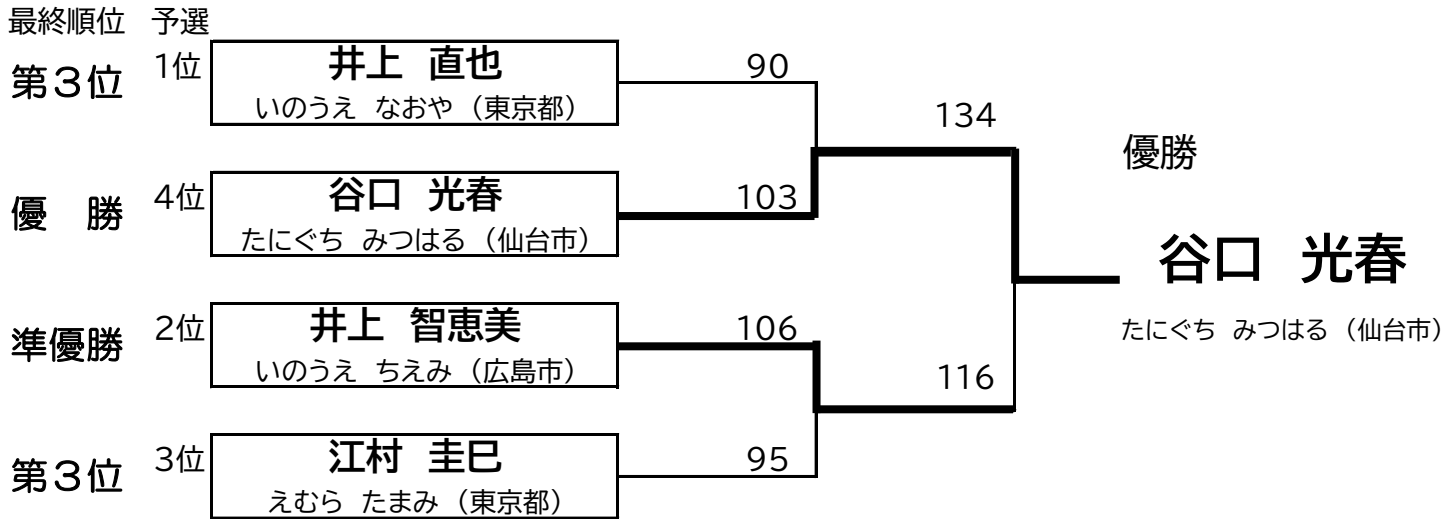 最終順位 予選
第３位 1位 井上 直也 90
いのうえ なおや（東京都）
134
優勝
優 勝 4位 谷口 光春 103
たにぐち みつはる（仙台市）
谷口 光春
たにぐち みつはる（仙台市）
準優勝 2位 井上 智恵美 106
いのうえ ちえみ（広島市）
116
第３位 3位 江村 圭巳 95
えむら たまみ（東京都）